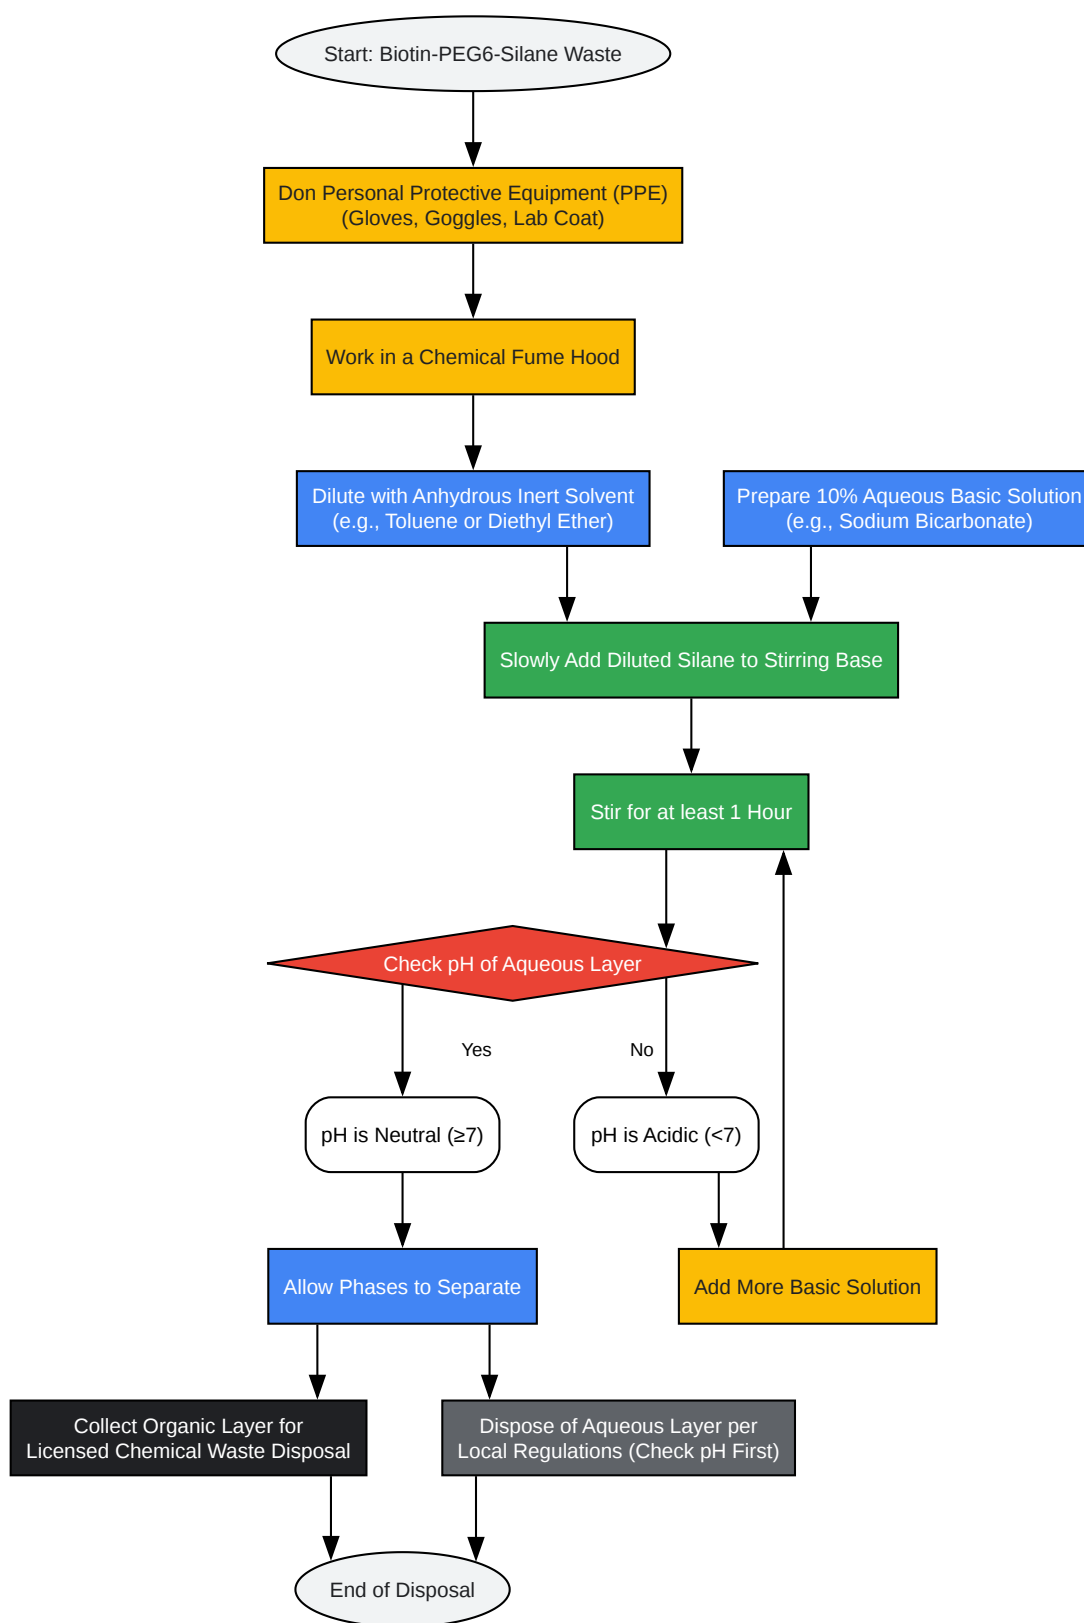 Start: Biotin-PEG6-Silane Waste
Don Personal Protective Equipment (PPE)
(Gloves, Goggles, Lab Coat)
Work in a Chemical Fume Hood
Dilute with Anhydrous Inert Solvent
(e.g., Toluene or Diethyl Ether)
Prepare 10% Aqueous Basic Solution
(e.g., Sodium Bicarbonate)
Slowly Add Diluted Silane to Stirring Base
Stir for at least 1 Hour
Check pH of Aqueous Layer
Yes
No
pH is Neutral (≥7)
pH is Acidic (<7)
Allow Phases to Separate
Add More Basic Solution
Collect Organic Layer for
Licensed Chemical Waste Disposal
Dispose of Aqueous Layer per
Local Regulations (Check pH First)
End of Disposal